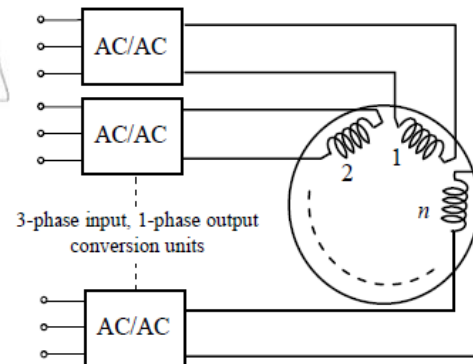 AC/AC
AC/AC
1
2
n
3-phase input, 1-phase output
conversion units
AC/AC